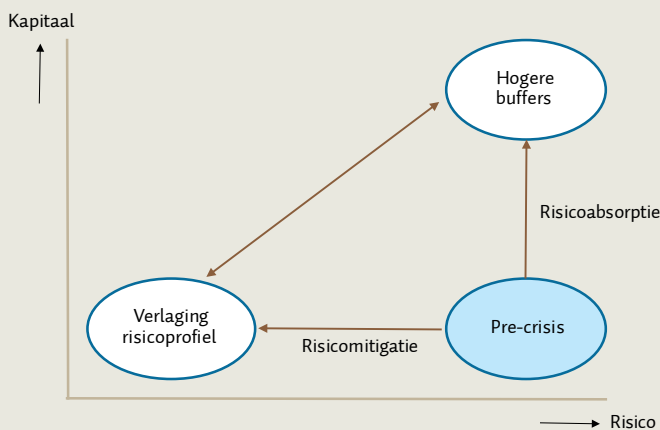 Kapitaal
Hogere
buffers
Risicoabsorptie
Verlaging
risicoprofiel
Pre-crisis
Risicomitigatie
Risico